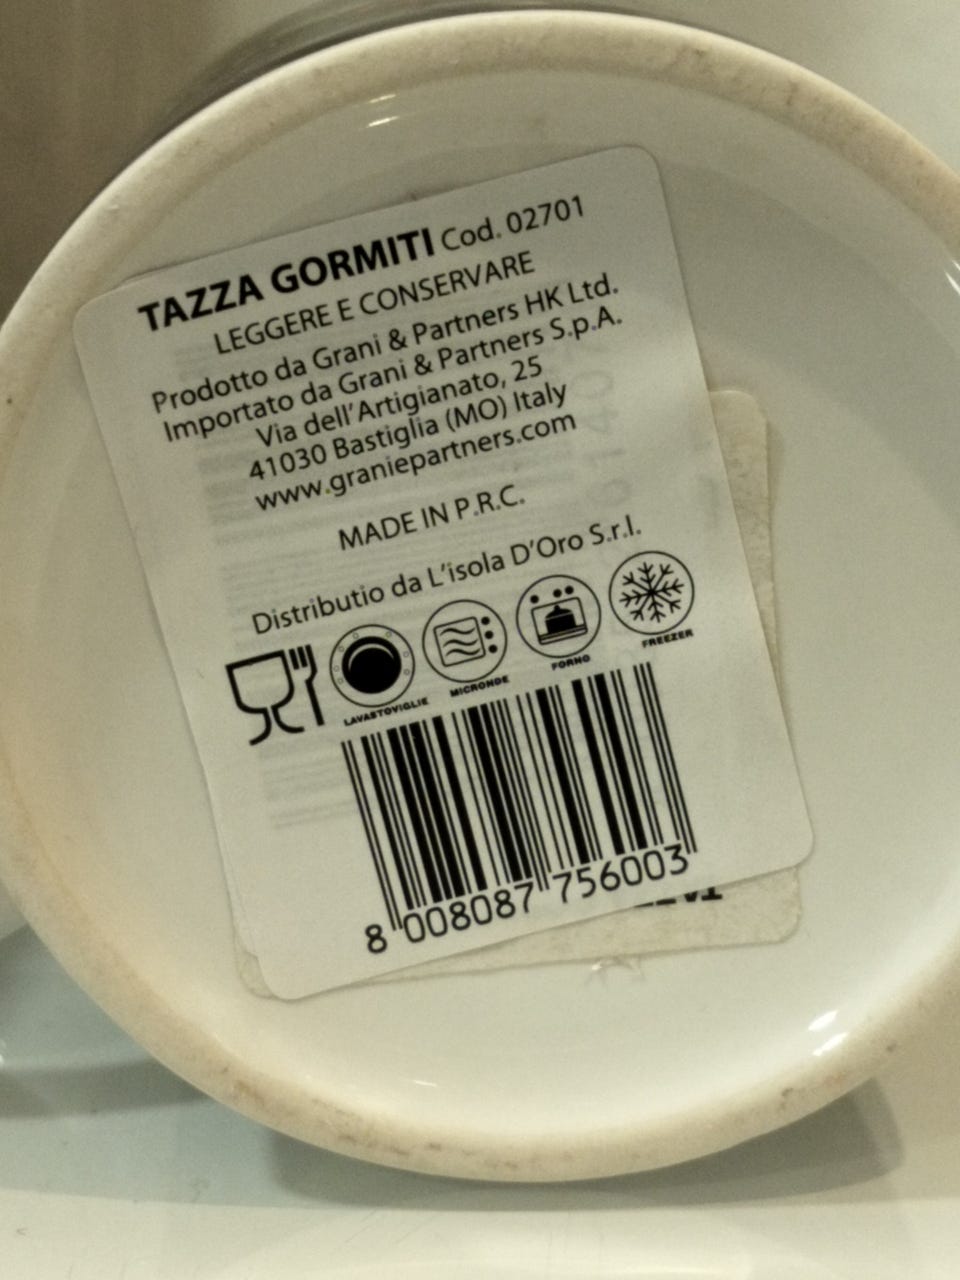 TAZZA GORMITI Cod. 02701
LEGGERE E CONSERVARE
Prodotto da Grani & Partners HK Ltd.
Importato da Grani & Partners S.p.A.
Via dell'Artigianato, 25
41030 Bastiglia (MO) Italy
www.graniepartners.com
MADE IN P.R.C.
Distributio da L'isola D'Oro S.r.l.
LAVASTOVIGLIE MICRONDE FORNO FREEZER
8 008087 756003